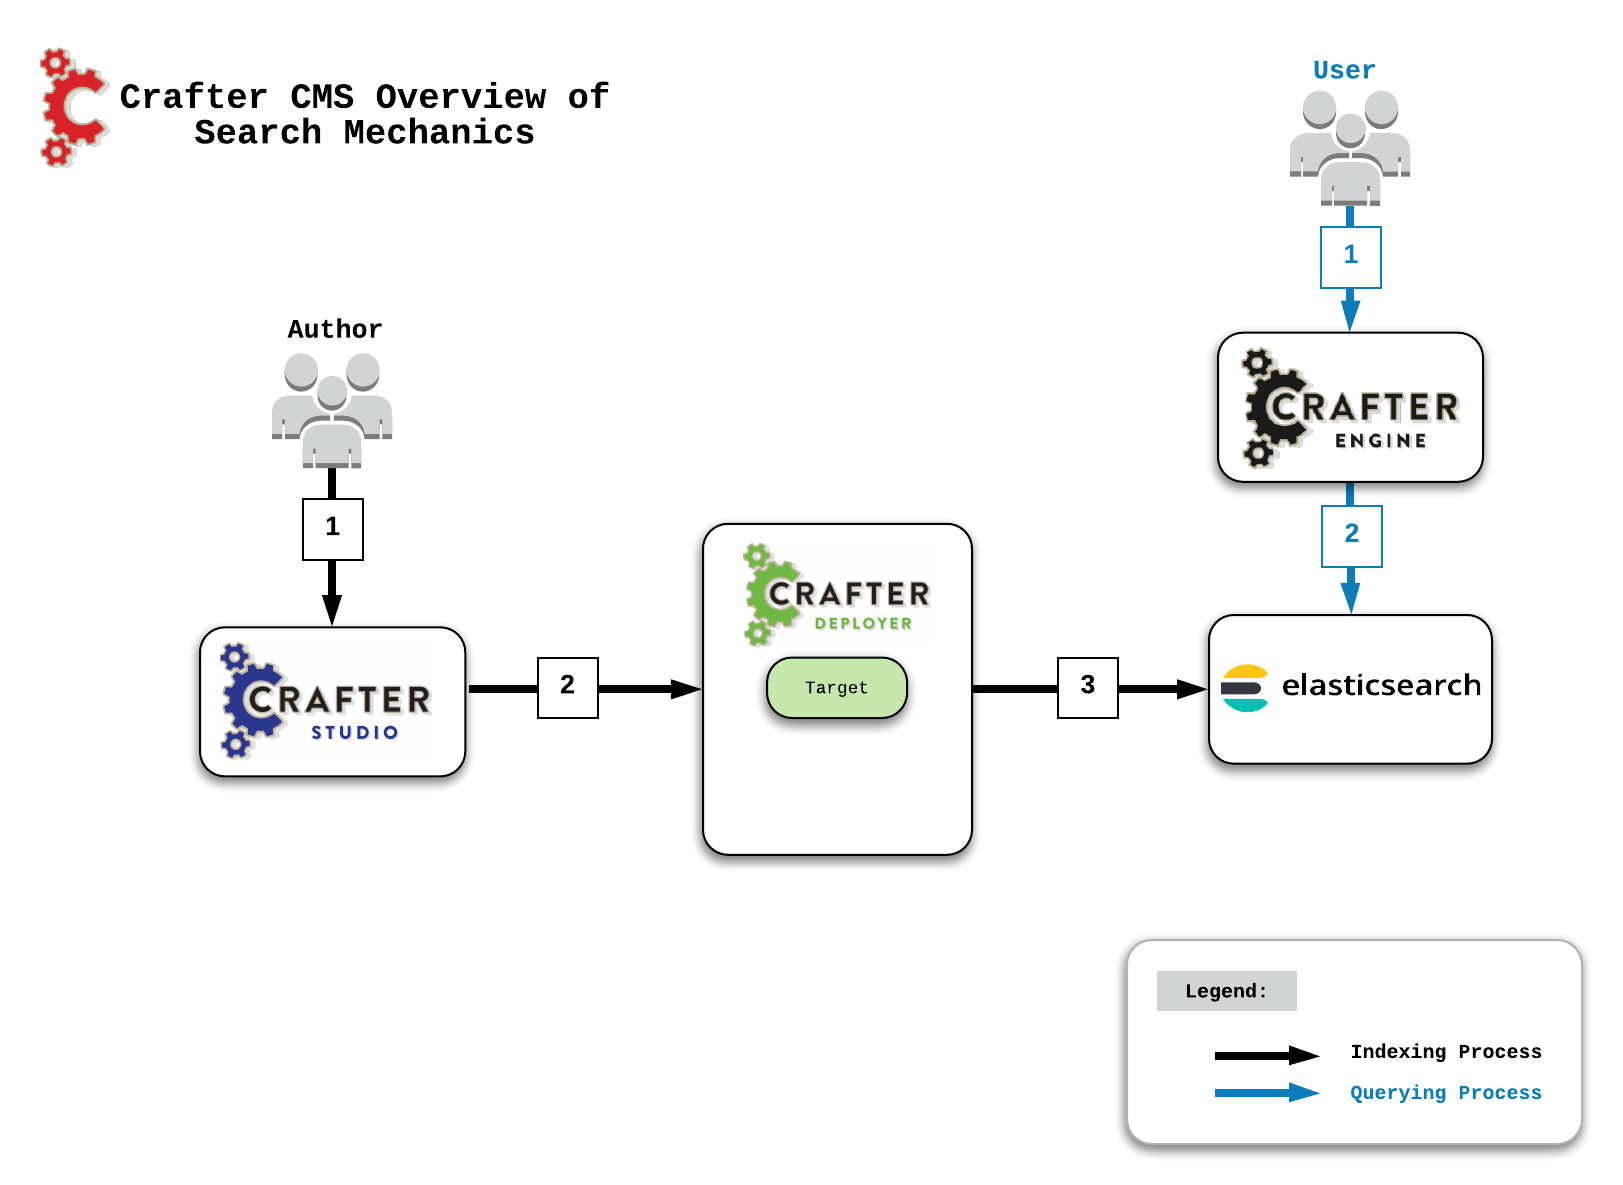 Crafter CMS Overview of
Search Mechanics
User
1
CRAFTER
ENGINE
2
Author
1
CRAFTER
STUDIO
2
CRAFTER
DEPLOYER
Target
3
elasticsearch
Legend:
Indexing Process
Querying Process